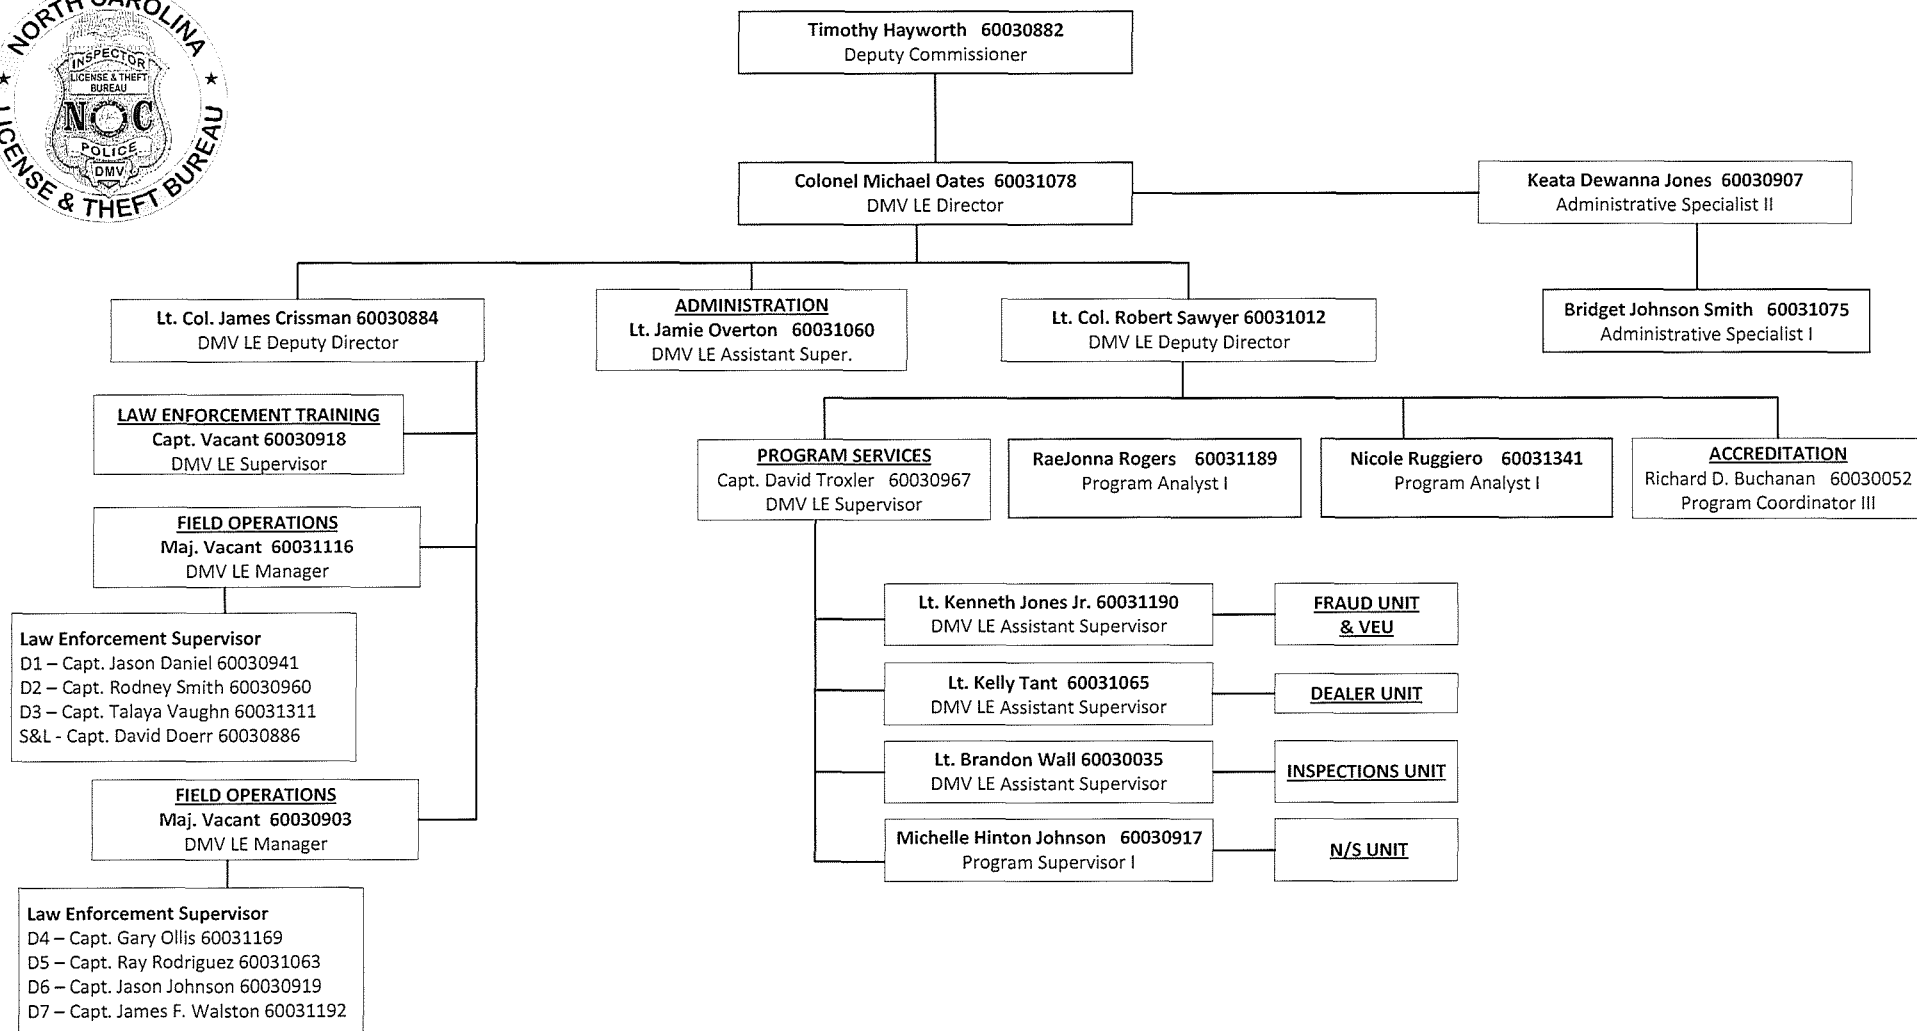 NORTH CAROLINA
INSPECTOR
LICENSE & THEFT
BUREAU
N C
POLICE
DMV
LICENSE & THEFT BUREAU
Timothy Hayworth 60030882
Deputy Commissioner
Colonel Michael Oates 60031078
DMV LE Director
Keata Dewanna Jones 60030907
Administrative Specialist II
Bridget Johnson Smith 60031075
Administrative Specialist I
Lt. Col. James Crissman 60030884
DMV LE Deputy Director
ADMINISTRATION
Lt. Jamie Overton 60031060
DMV LE Assistant Super.
Lt. Col. Robert Sawyer 60031012
DMV LE Deputy Director
LAW ENFORCEMENT TRAINING
Capt. Vacant 60030918
DMV LE Supervisor
FIELD OPERATIONS
Maj. Vacant 60031116
DMV LE Manager
Law Enforcement Supervisor
D1 – Capt. Jason Daniel 60030941
D2 – Capt. Rodney Smith 60030960
D3 – Capt. Talaya Vaughn 60031311
S&L - Capt. David Doerr 60030886
FIELD OPERATIONS
Maj. Vacant 60030903
DMV LE Manager
Law Enforcement Supervisor
D4 – Capt. Gary Ollis 60031169
D5 – Capt. Ray Rodriguez 60031063
D6 – Capt. Jason Johnson 60030919
D7 – Capt. James F. Walston 60031192
PROGRAM SERVICES
Capt. David Troxler 60030967
DMV LE Supervisor
RaeJonna Rogers 60031189
Program Analyst I
Nicole Ruggiero 60031341
Program Analyst I
ACCREDITATION
Richard D. Buchanan 60030052
Program Coordinator III
Lt. Kenneth Jones Jr. 60031190
DMV LE Assistant Supervisor
FRAUD UNIT
& VEU
Lt. Kelly Tant 60031065
DMV LE Assistant Supervisor
DEALER UNIT
Lt. Brandon Wall 60030035
DMV LE Assistant Supervisor
INSPECTIONS UNIT
Michelle Hinton Johnson 60030917
Program Supervisor I
N/S UNIT